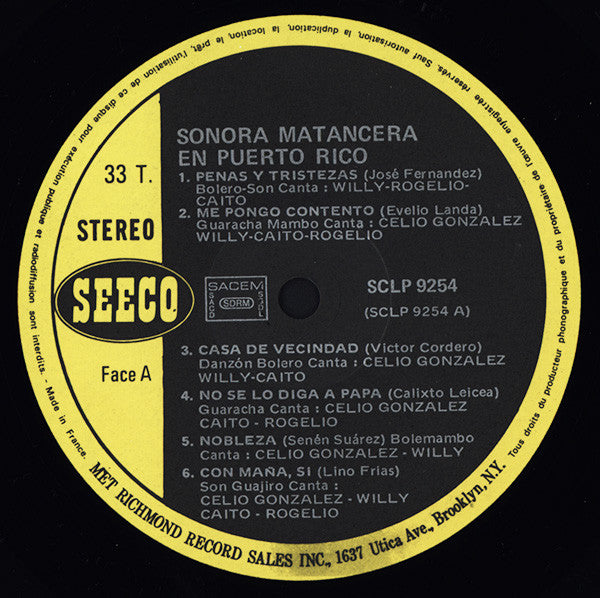 Tous droits du producteur phonographique et du propriétaire de l'œuvre enregistrée réservés. Sauf autorisation, la duplication, la location, le prêt, l'utilisation de ce disque pour exécution publique et radiodiffusion sont interdits. - Made in France.
SONORA MATANCERA
EN PUERTO RICO
33 T.
1. PENAS Y TRISTEZAS (José Fernandez)
Bolero-Son Canta : WILLY-ROGELIO-
CAITO
STEREO
2. ME PONGO CONTENTO (Evelio Landa)
Guaracha Mambo Canta : CELIO GONZALEZ
WILLY-CAITO-ROGELIO
SEECO
SACEM
SACD SDRM SGDL
SCLP 9254
(SCLP 9254 A)
Face A
3. CASA DE VECINDAD (Victor Cordero)
Danzón Bolero Canta : CELIO GONZALEZ
WILLY-CAITO
4. NO SE LO DIGA A PAPA (Calixto Leicea)
Guaracha Canta : CELIO GONZALEZ
CAITO - ROGELIO
5. NOBLEZA (Senén Suárez) Bolemambo
Canta : CELIO GONZALEZ - WILLY
6. CON MAÑA, SI (Lino Frias)
Son Guajiro Canta :
CELIO GONZALEZ - WILLY
CAITO - ROGELIO
MET RICHMOND RECORD SALES INC., 1637 Utica Ave., Brooklyn, N.Y.